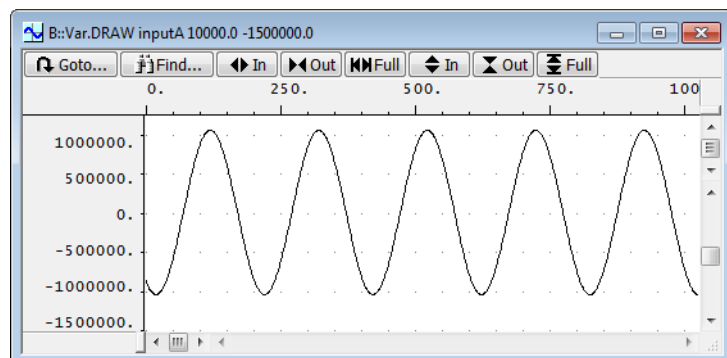 B::Var.DRAW inputA 10000.0 -1500000.0
Goto... Find... In Out Full In Out Full
0. 250. 500. 750. 100
1000000.
500000.
0.
-500000.
-1000000.
-1500000.